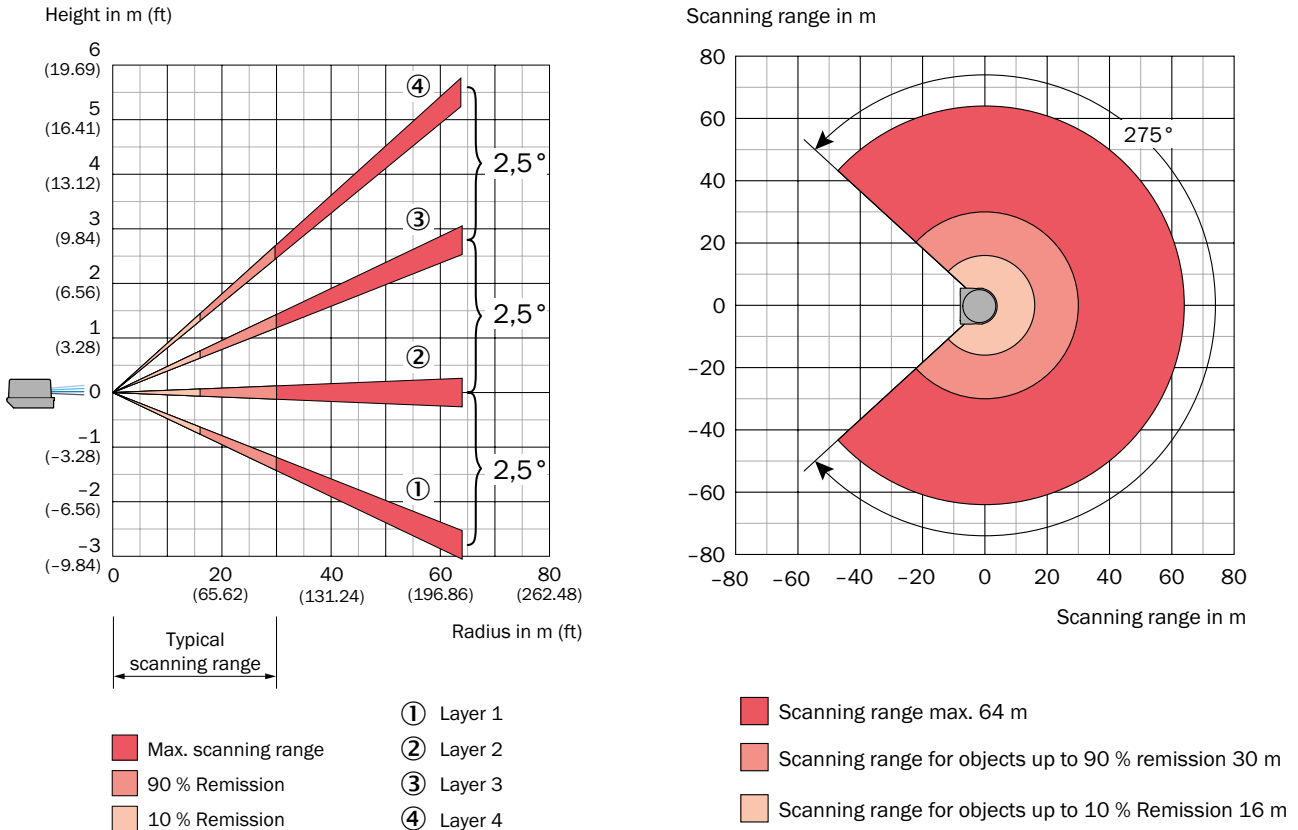 Height in m (ft)
6
(19.69)
5
(16.41)
4
(13.12)
3
(9.84)
2
(6.56)
1
(3.28)
0
–1
(–3.28)
–2
(–6.56)
–3
(–9.84)
④
③
②
①
2,5°
2,5°
2,5°
0 20 40 60 80
(65.62) (131.24) (196.86) (262.48)
Radius in m (ft)
Typical
scanning range
Max. scanning range
90 % Remission
10 % Remission
① Layer 1
② Layer 2
③ Layer 3
④ Layer 4
Scanning range in m
80
60
40
20
0
–20
–40
–60
–80
275°
–80 –60 –40 –20 0 20 40 60 80
Scanning range in m
Scanning range max. 64 m
Scanning range for objects up to 90 % remission 30 m
Scanning range for objects up to 10 % Remission 16 m